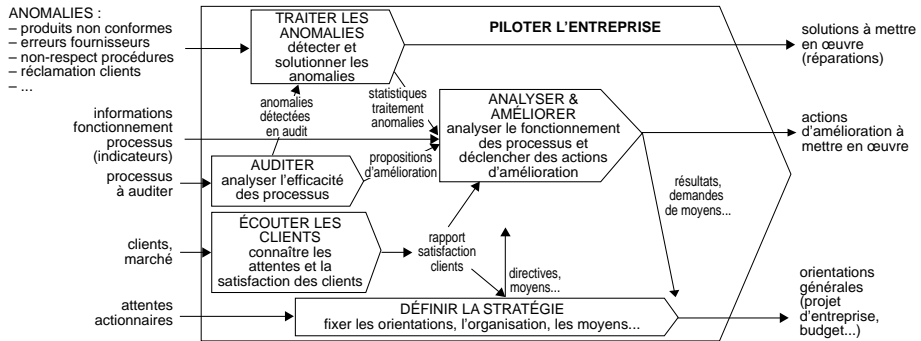 ANOMALIES :
– produits non conformes
– erreurs fournisseurs
– non-respect procédures
– réclamation clients
– ...
TRAITER LES
ANOMALIES
détecter et
solutionner les
anomalies
PILOTER L’ENTREPRISE
solutions à mettre
en œuvre
(réparations)
anomalies
détectées
en audit
statistiques
traitement
anomalies
informations
fonctionnement
processus
(indicateurs)
ANALYSER &
AMÉLIORER
analyser le fonctionnement
des processus et
déclencher des actions
d’amélioration
actions
d’amélioration à
mettre en œuvre
processus
à auditer
AUDITER
analyser l’efficacité
des processus
propositions
d’amélioration
résultats,
demandes
de moyens...
clients,
marché
ÉCOUTER LES
CLIENTS
connaître les
attentes et la
satisfaction des clients
rapport
satisfaction
clients
directives,
moyens...
attentes
actionnaires
DÉFINIR LA STRATÉGIE
fixer les orientations, l’organisation, les moyens...
orientations
générales
(projet
d’entreprise,
budget...)